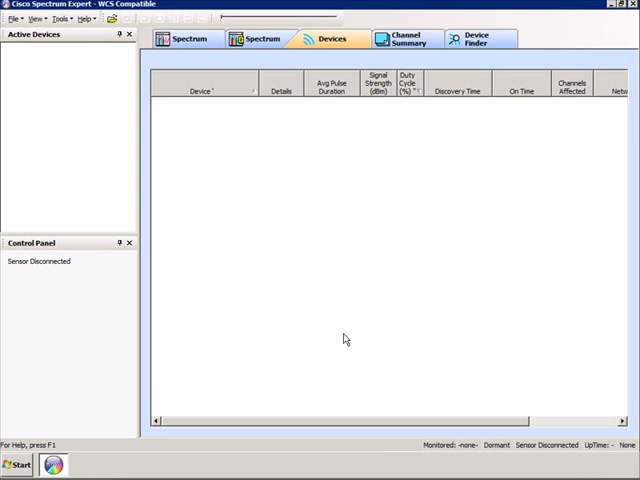 Cisco Spectrum Expert - WCS Compatible
File View Tools Help
Active Devices
Spectrum
Spectrum
Devices
Channel
Summary
Device
Finder
Device
Details
Avg Pulse
Duration
Signal
Strength
(dBm)
Duty
Cycle
(%)
Discovery Time
On Time
Channels
Affected
Netw
Control Panel
Sensor Disconnected
For Help, press F1
Monitored: -none- Dormant Sensor Disconnected UpTime: - None
Start